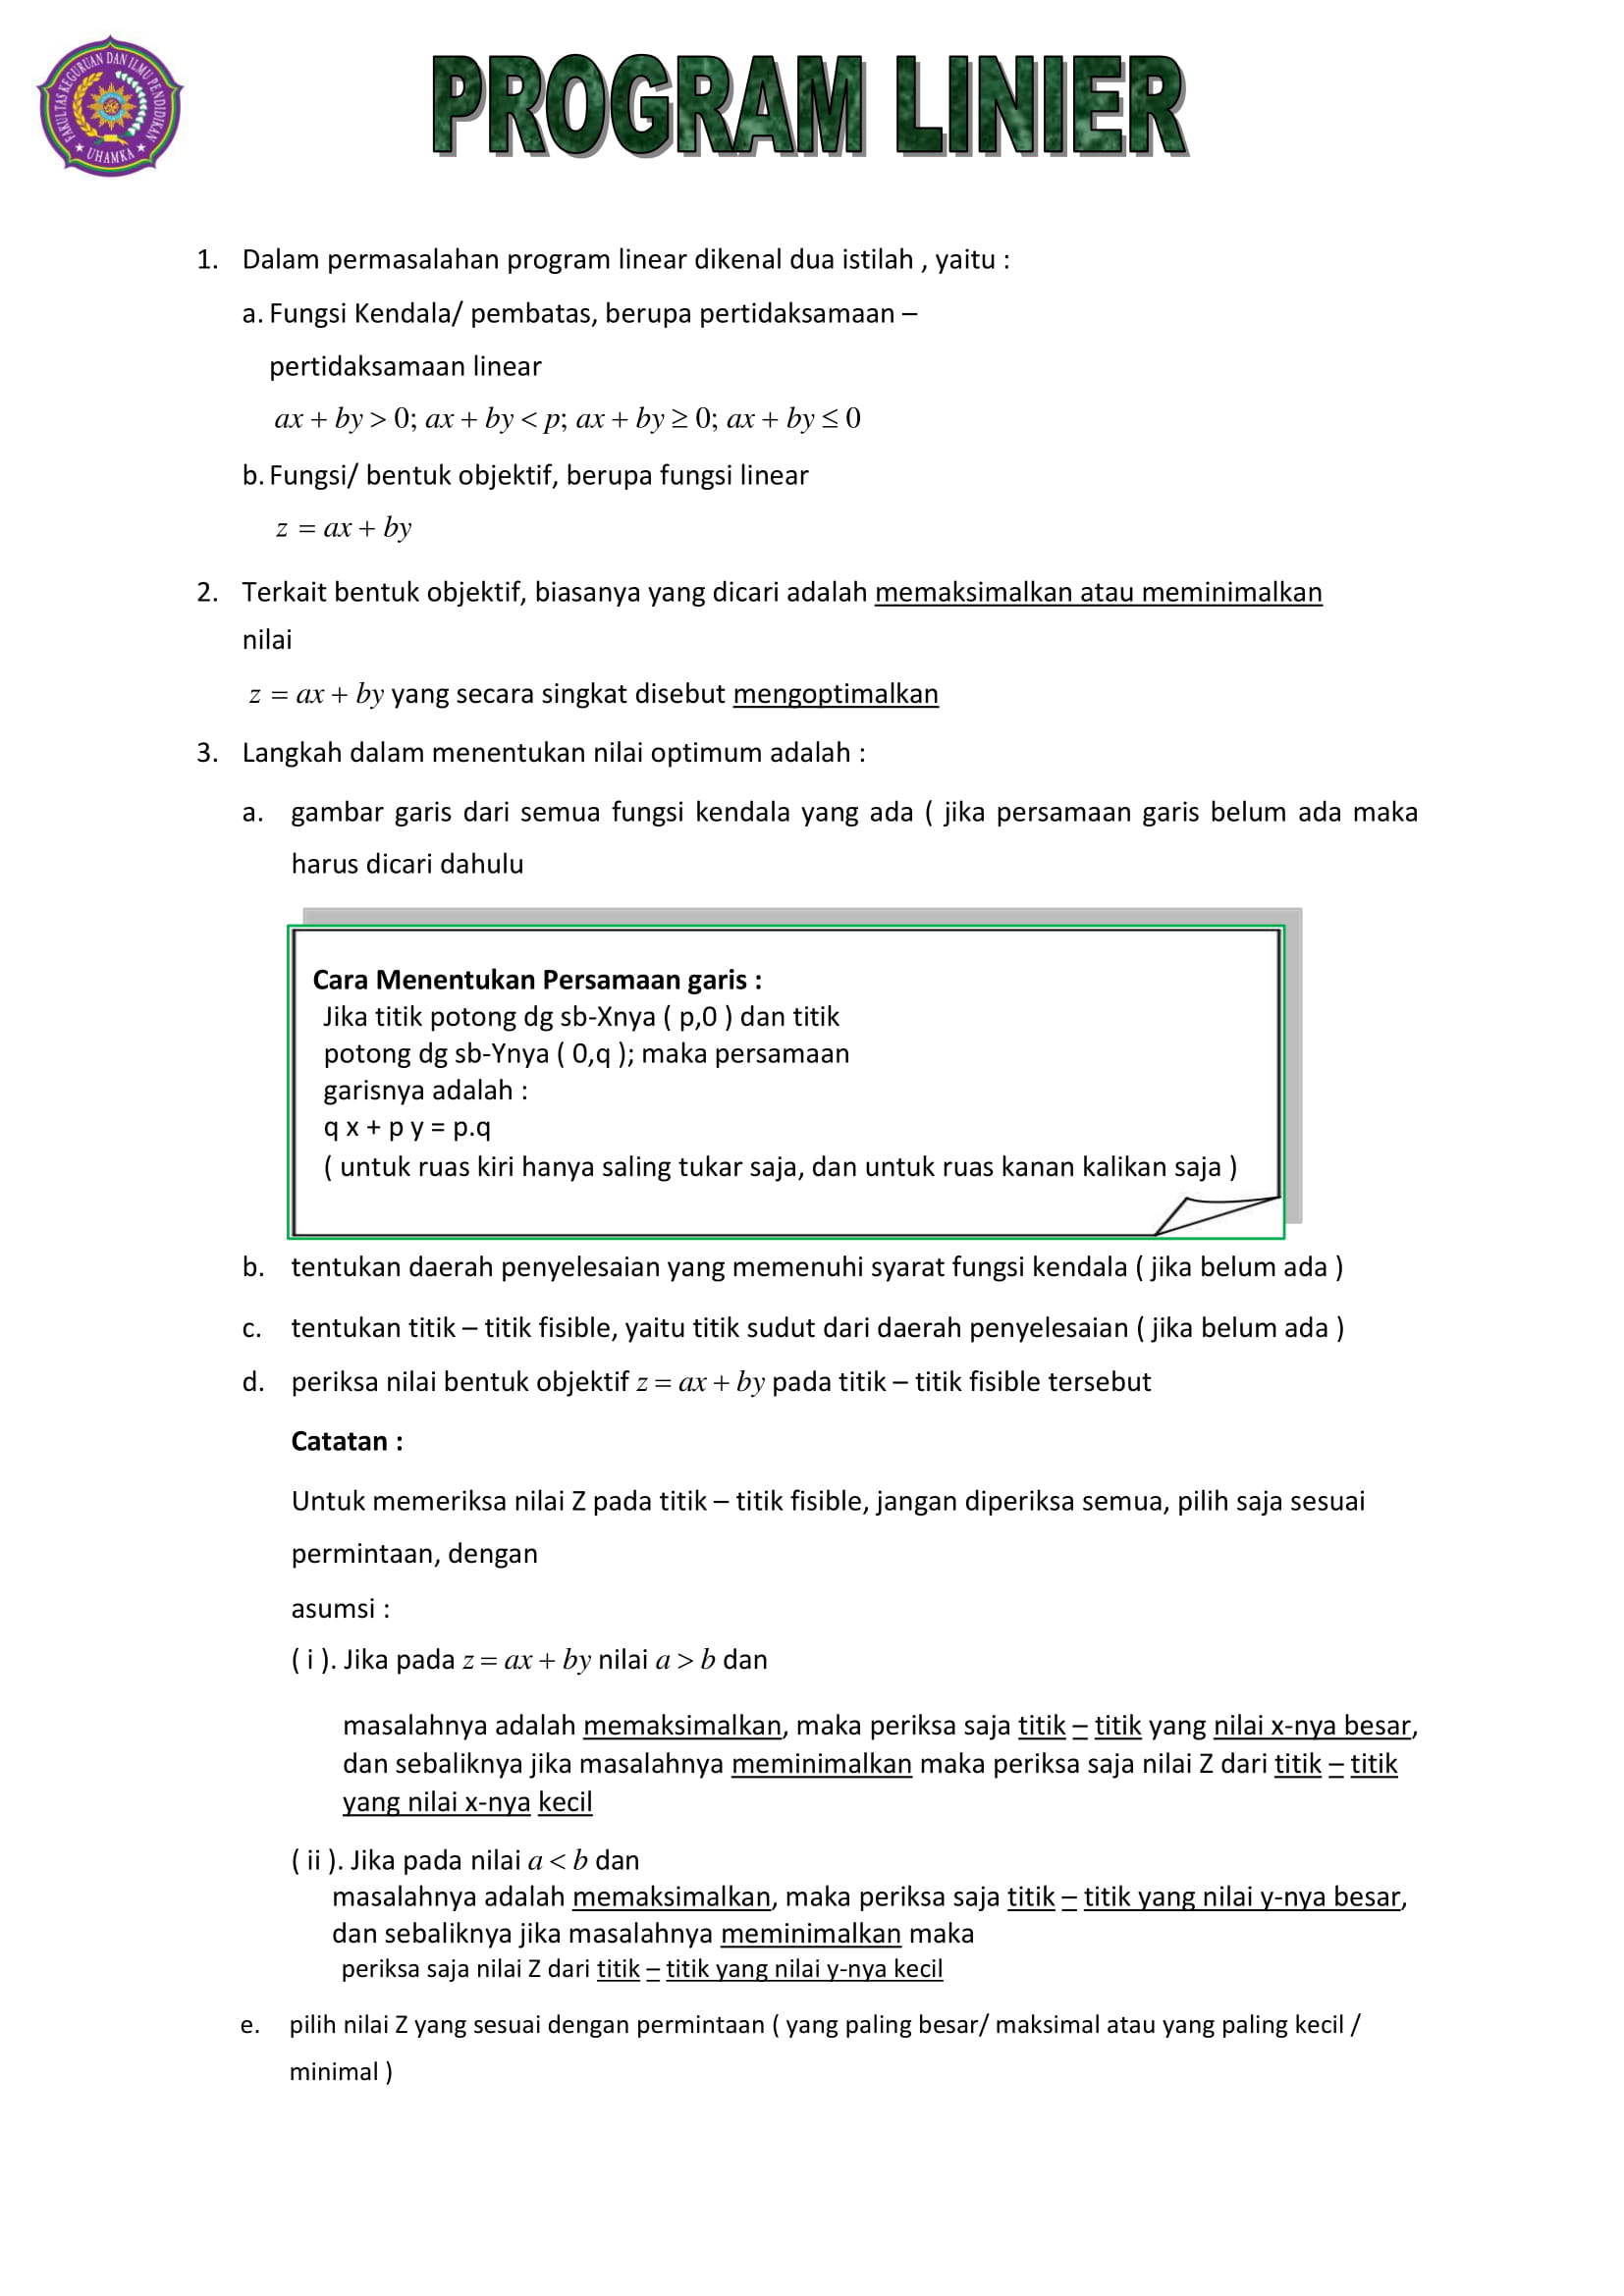 FAKULTAS KEGURUAN DAN ILMU PENDIDIKAN
UHAMKA
PROGRAM LINIER
1. Dalam permasalahan program linear dikenal dua istilah , yaitu :
a. Fungsi Kendala/ pembatas, berupa pertidaksamaan –
pertidaksamaan linear
ax + by > 0; ax + by < p; ax + by ≥ 0; ax + by ≤ 0
b. Fungsi/ bentuk objektif, berupa fungsi linear
z = ax + by
2. Terkait bentuk objektif, biasanya yang dicari adalah memaksimalkan atau meminimalkan
nilai
z = ax + by yang secara singkat disebut mengoptimalkan
3. Langkah dalam menentukan nilai optimum adalah :
a. gambar garis dari semua fungsi kendala yang ada ( jika persamaan garis belum ada maka
harus dicari dahulu
Cara Menentukan Persamaan garis :
Jika titik potong dg sb-Xnya ( p,0 ) dan titik
potong dg sb-Ynya ( 0,q ); maka persamaan
garisnya adalah :
q x + p y = p.q
( untuk ruas kiri hanya saling tukar saja, dan untuk ruas kanan kalikan saja )
b. tentukan daerah penyelesaian yang memenuhi syarat fungsi kendala ( jika belum ada )
c. tentukan titik – titik fisible, yaitu titik sudut dari daerah penyelesaian ( jika belum ada )
d. periksa nilai bentuk objektif z = ax + by pada titik – titik fisible tersebut
Catatan :
Untuk memeriksa nilai Z pada titik – titik fisible, jangan diperiksa semua, pilih saja sesuai
permintaan, dengan
asumsi :
( i ). Jika pada z = ax + by nilai a > b dan
masalahnya adalah memaksimalkan, maka periksa saja titik – titik yang nilai x-nya besar,
dan sebaliknya jika masalahnya meminimalkan maka periksa saja nilai Z dari titik – titik
yang nilai x-nya kecil
( ii ). Jika pada nilai a < b dan
masalahnya adalah memaksimalkan, maka periksa saja titik – titik yang nilai y-nya besar,
dan sebaliknya jika masalahnya meminimalkan maka
periksa saja nilai Z dari titik – titik yang nilai y-nya kecil
e. pilih nilai Z yang sesuai dengan permintaan ( yang paling besar/ maksimal atau yang paling kecil /
minimal )